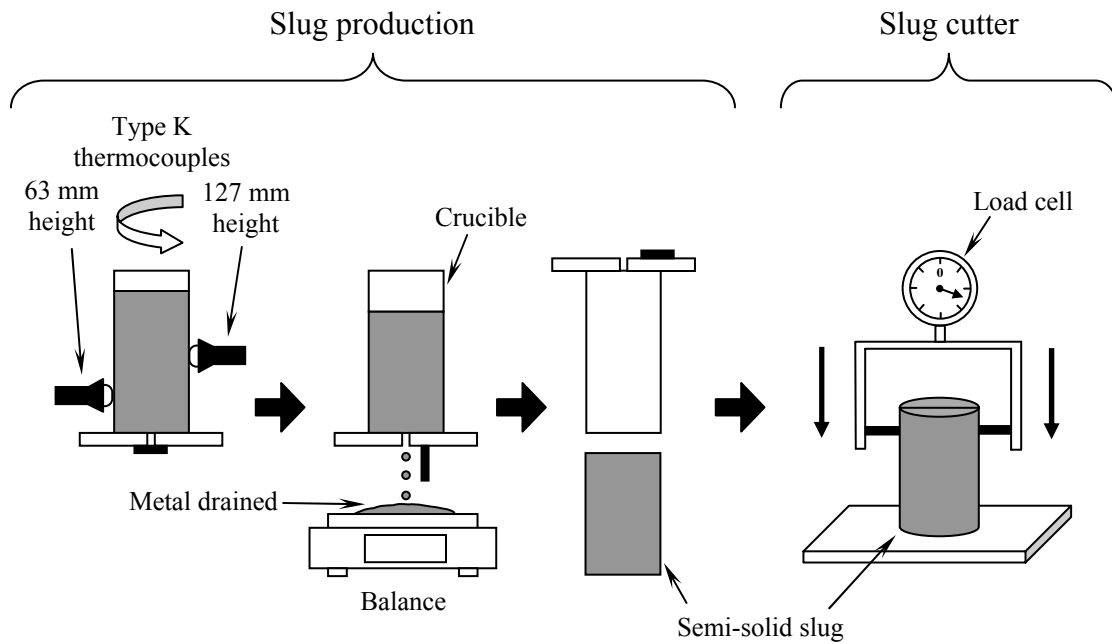 Slug production
Slug cutter
Type K
thermocouples
63 mm
height
127 mm
height
Crucible
Load cell
0
Metal drained
Balance
Semi-solid slug